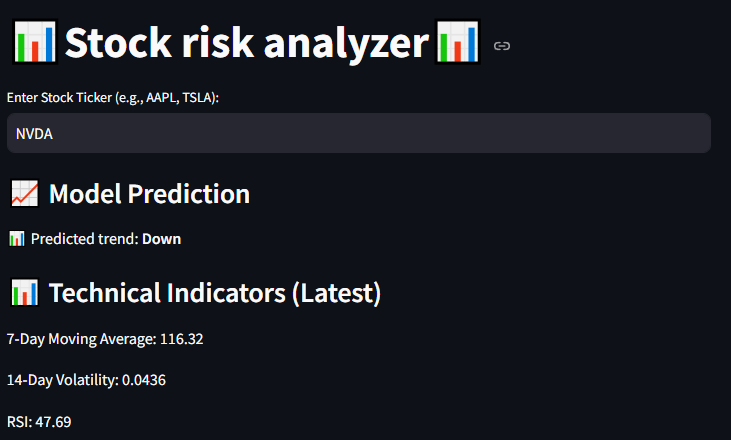 Stock risk analyzer
Enter Stock Ticker (e.g., AAPL, TSLA):
NVDA
Model Prediction
Predicted trend: Down
Technical Indicators (Latest)
7-Day Moving Average: 116.32
14-Day Volatility: 0.0436
RSI: 47.69